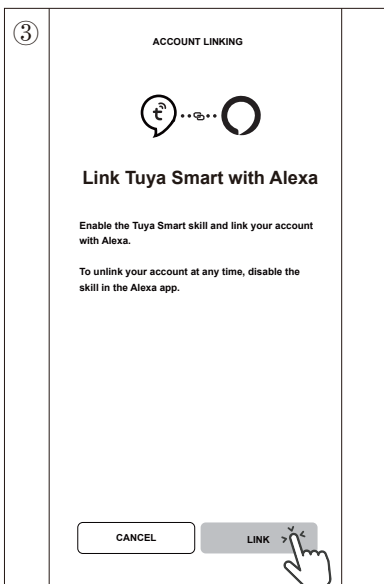 ③
ACCOUNT LINKING
Link Tuya Smart with Alexa
Enable the Tuya Smart skill and link your account
with Alexa.
To unlink your account at any time, disable the
skill in the Alexa app.
CANCEL
LINK